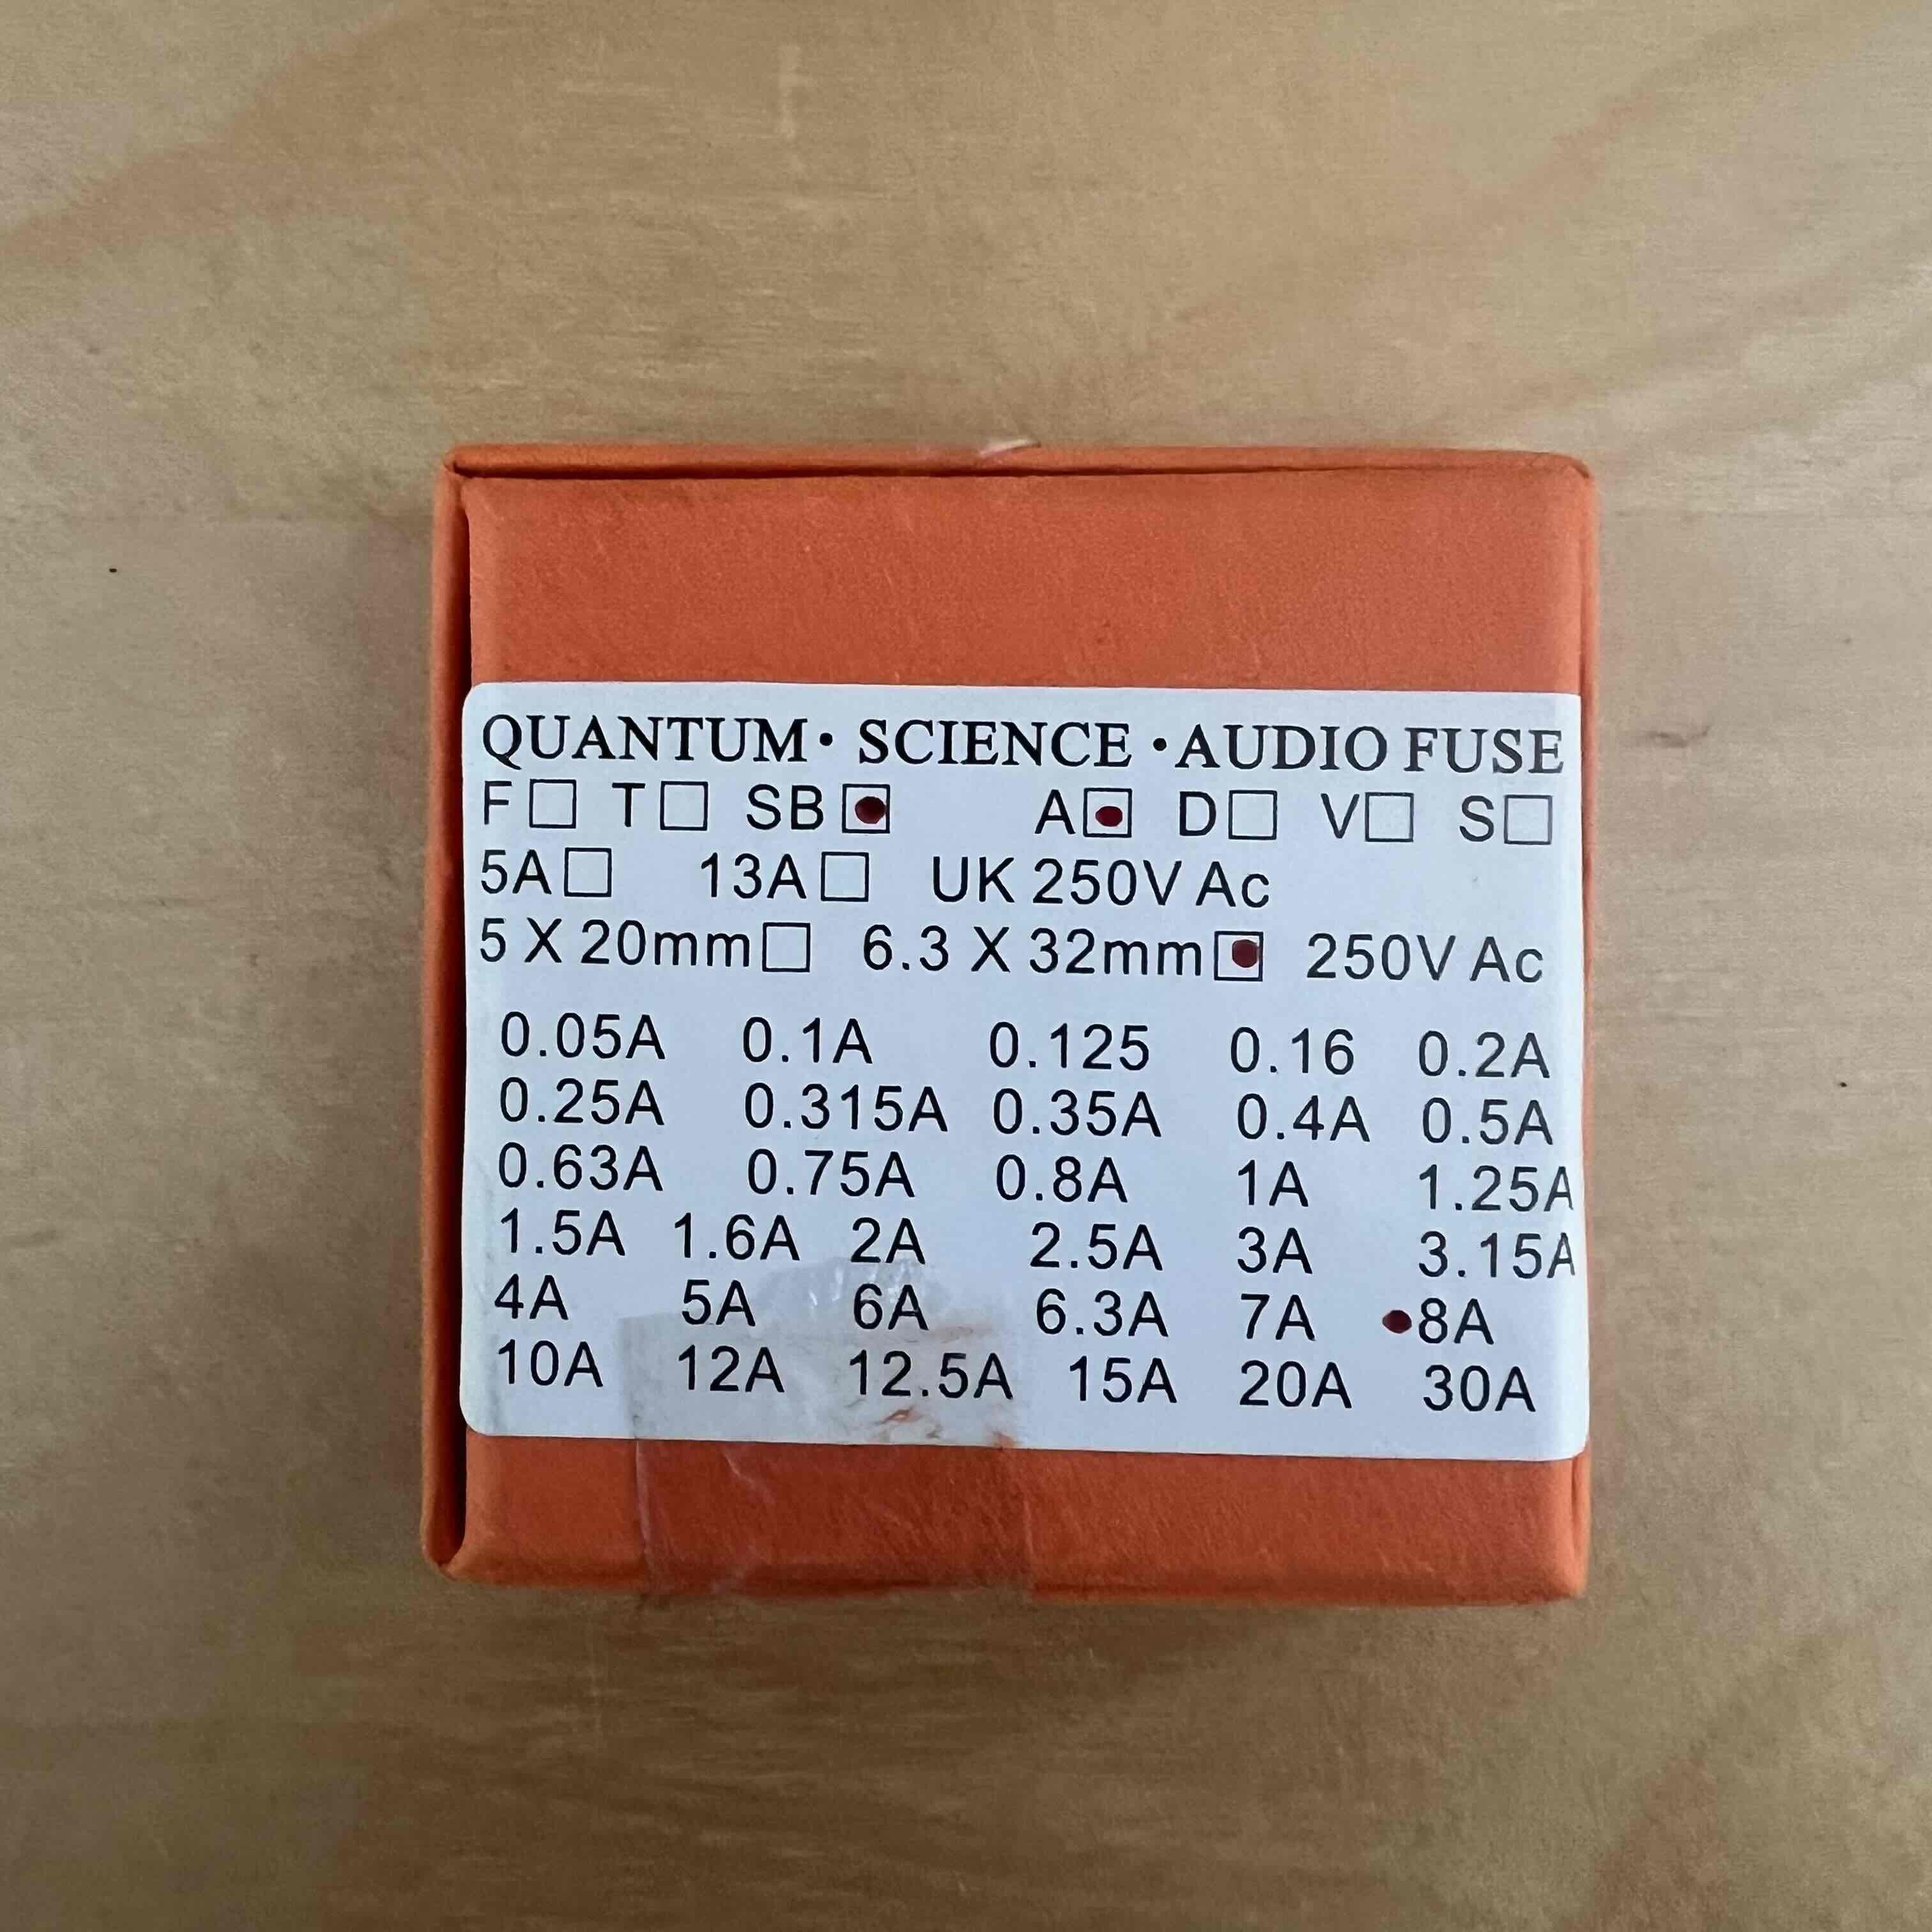 QUANTUM· SCIENCE ·AUDIO FUSE
F☐ T☐ SB☑ A☑ D☐ V☐ S☐
5A☐ 13A☐ UK 250V Ac
5 X 20mm☐ 6.3 X 32mm☑ 250V Ac
0.05A 0.1A 0.125 0.16 0.2A
0.25A 0.315A 0.35A 0.4A 0.5A
0.63A 0.75A 0.8A 1A 1.25A
1.5A 1.6A 2A 2.5A 3A 3.15A
4A 5A 6A 6.3A 7A •8A
10A 12A 12.5A 15A 20A 30A